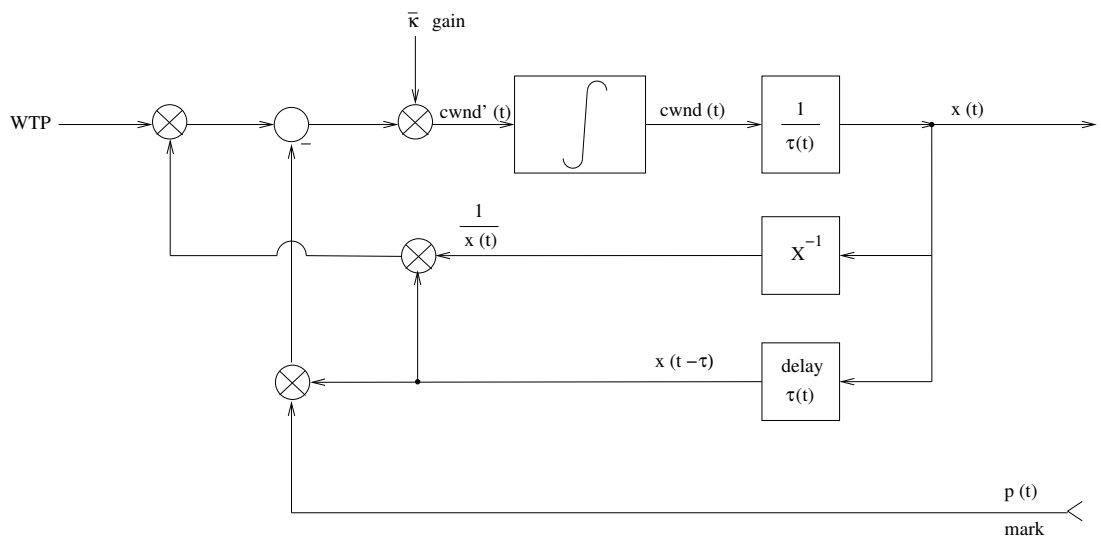 κ̄ gain
WTP
cwnd' (t)
∫
cwnd (t)
1
τ(t)
x (t)
−
1
x (t)
X⁻¹
x (t −τ)
delay
τ(t)
p (t)
mark